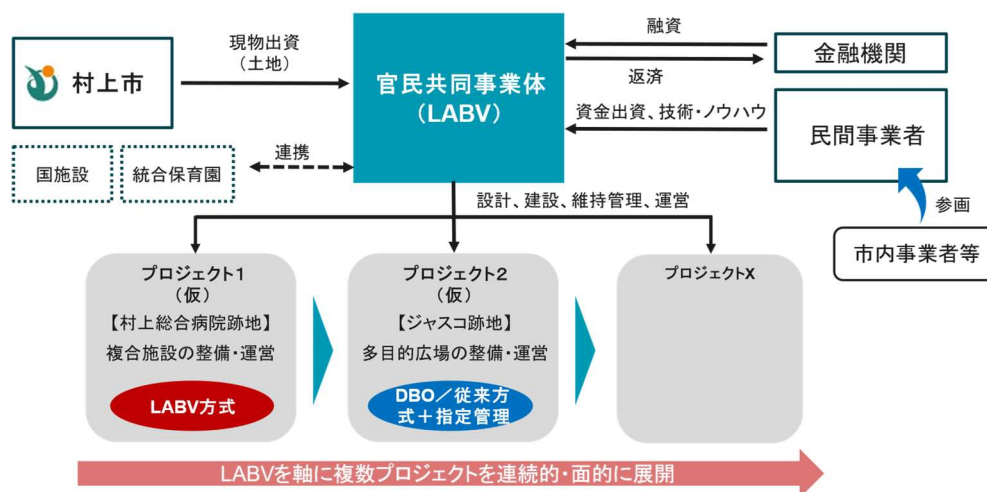 村上市
現物出資
(土地)
官民共同事業体
(LABV)
融資
返済
金融機関
資金出資、技術・ノウハウ
民間事業者
国施設
統合保育園
連携
参画
市内事業者等
設計、建設、維持管理、運営
プロジェクト1
(仮)
【村上総合病院跡地】
複合施設の整備・運営
LABV方式
プロジェクト2
(仮)
【ジャスコ跡地】
多目的広場の整備・運営
DBO/従来方
式+指定管理
プロジェクトX
LABVを軸に複数プロジェクトを連続的・面的に展開